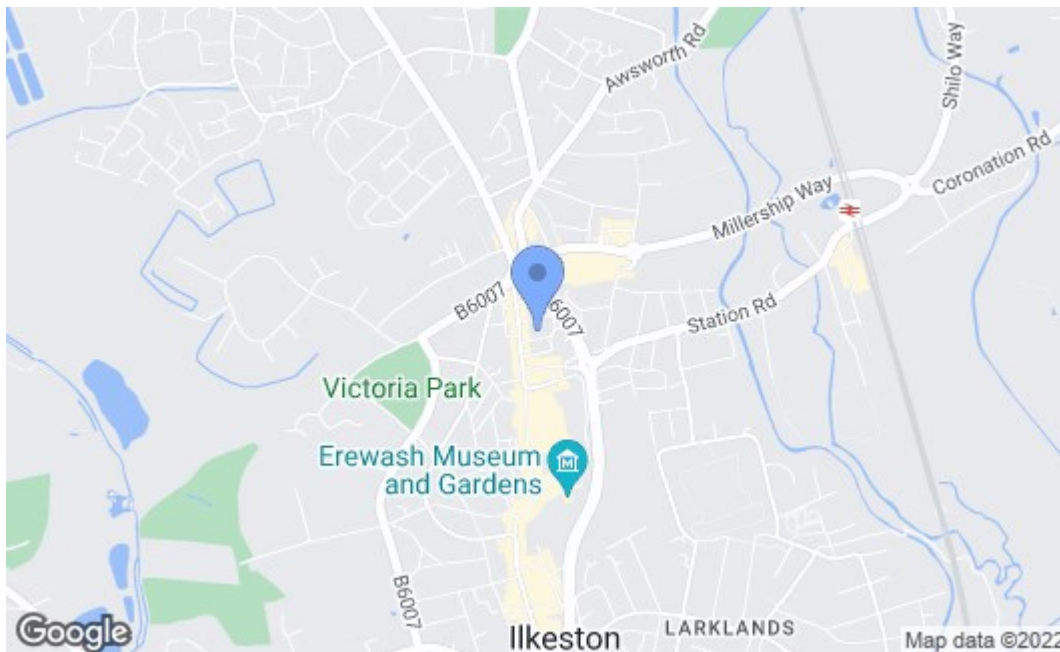 Awsworth Rd
Shilo Way
Coronation Rd
Millership Way
B6007
6007
Station Rd
Victoria Park
Erewash Museum
and Gardens
M
B6007
Ilkeston
LARKLANDS
Google
Map data ©2022